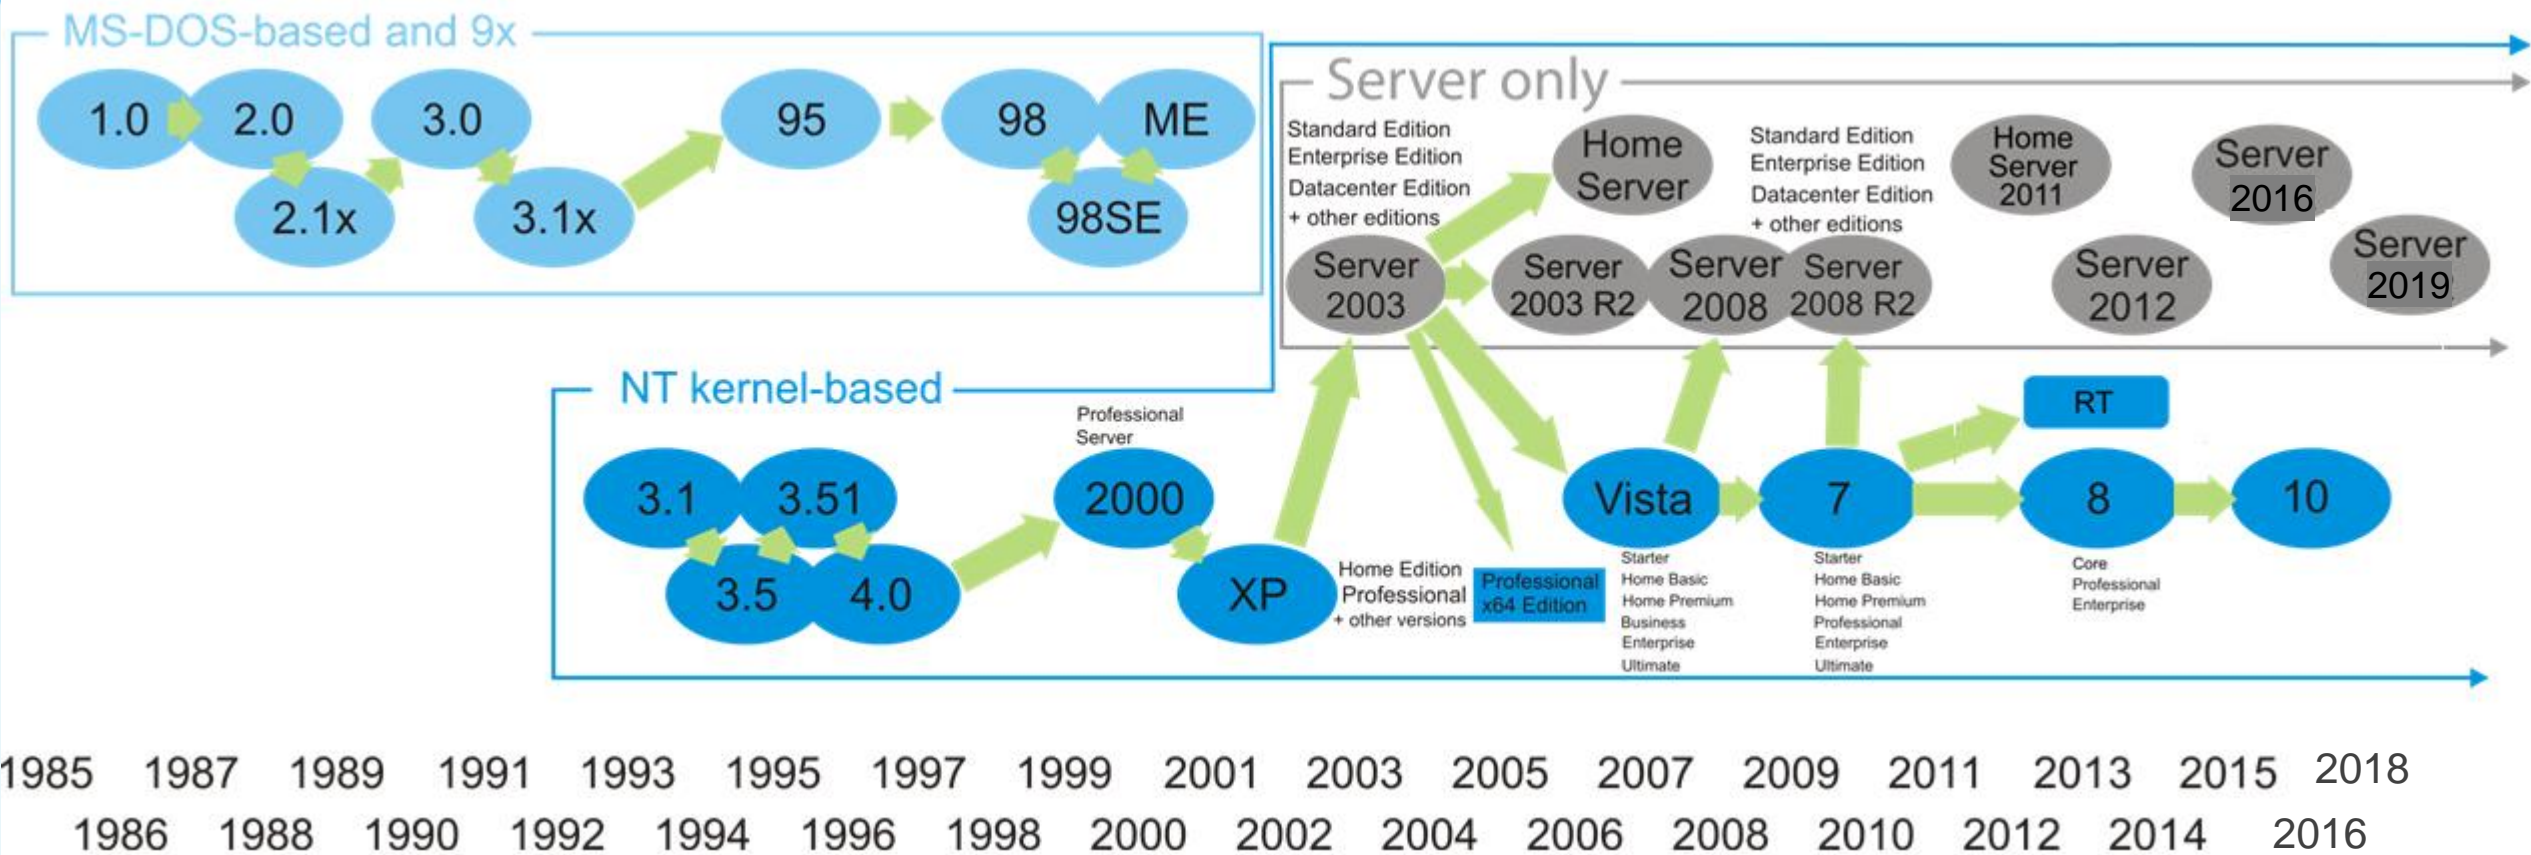 MS-DOS-based and 9x
1.0
2.0
2.1x
3.0
3.1x
95
98
98SE
ME
Server only
Standard Edition
Enterprise Edition
Datacenter Edition
+ other editions
Server
2003
Home
Server
Server
2003 R2
Server
2008
Standard Edition
Enterprise Edition
Datacenter Edition
+ other editions
Server
2008 R2
Home
Server
2011
Server
2012
Server
2016
Server
2019
NT kernel-based
3.1
3.5
3.51
4.0
Professional
Server
2000
XP
Home Edition
Professional
+ other versions
Professional
x64 Edition
Vista
Starter
Home Basic
Home Premium
Business
Enterprise
Ultimate
7
Starter
Home Basic
Home Premium
Professional
Enterprise
Ultimate
RT
8
Core
Professional
Enterprise
10
1985 1987 1989 1991 1993 1995 1997 1999 2001 2003 2005 2007 2009 2011 2013 2015 2018
1986 1988 1990 1992 1994 1996 1998 2000 2002 2004 2006 2008 2010 2012 2014 2016